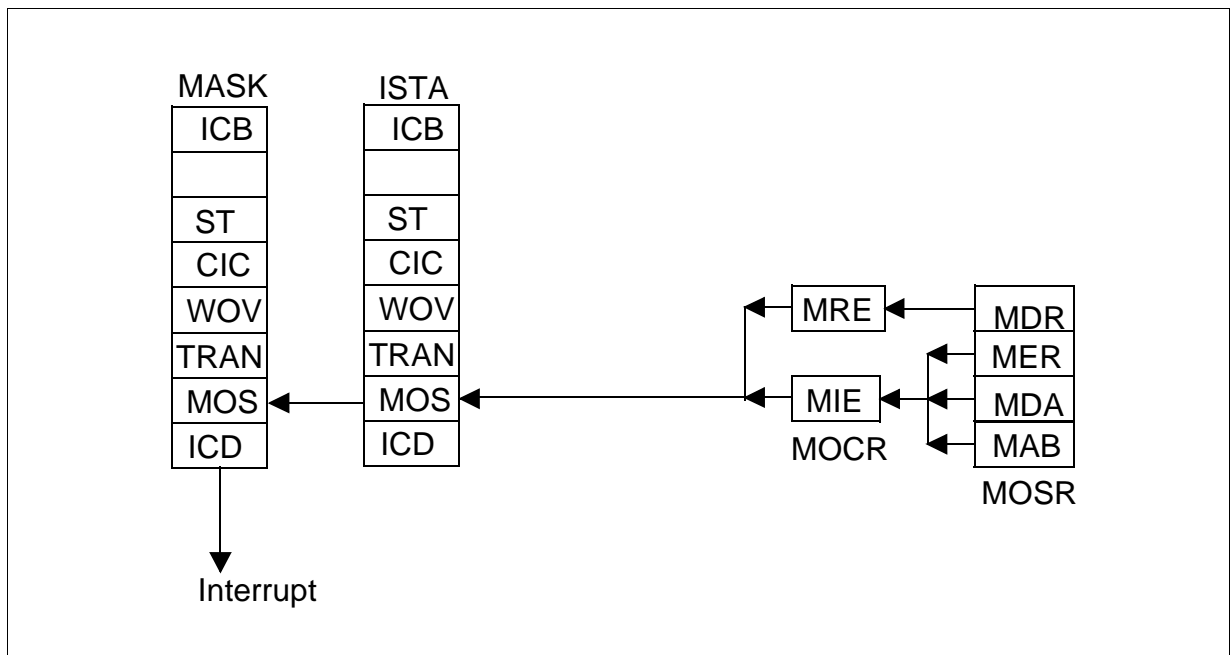 MASK
ICB
ST
CIC
WOV
TRAN
MOS
ICD
Interrupt
ISTA
ICB
ST
CIC
WOV
TRAN
MOS
ICD
MRE
MIE
MOCR
MDR
MER
MDA
MAB
MOSR